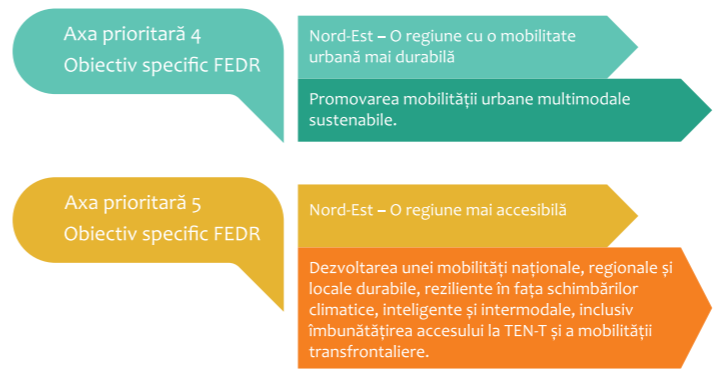 Axa prioritară 4
Obiectiv specific FEDR
Nord-Est – O regiune cu o mobilitate
urbană mai durabilă
Promovarea mobilității urbane multimodale
sustenabile.
Axa prioritară 5
Obiectiv specific FEDR
Nord-Est – O regiune mai accesibilă
Dezvoltarea unei mobilități naționale, regionale și
locale durabile, reziliente în fața schimbărilor
climatice, inteligente și intermodale, inclusiv
îmbunătățirea accesului la TEN-T și a mobilității
transfrontaliere.